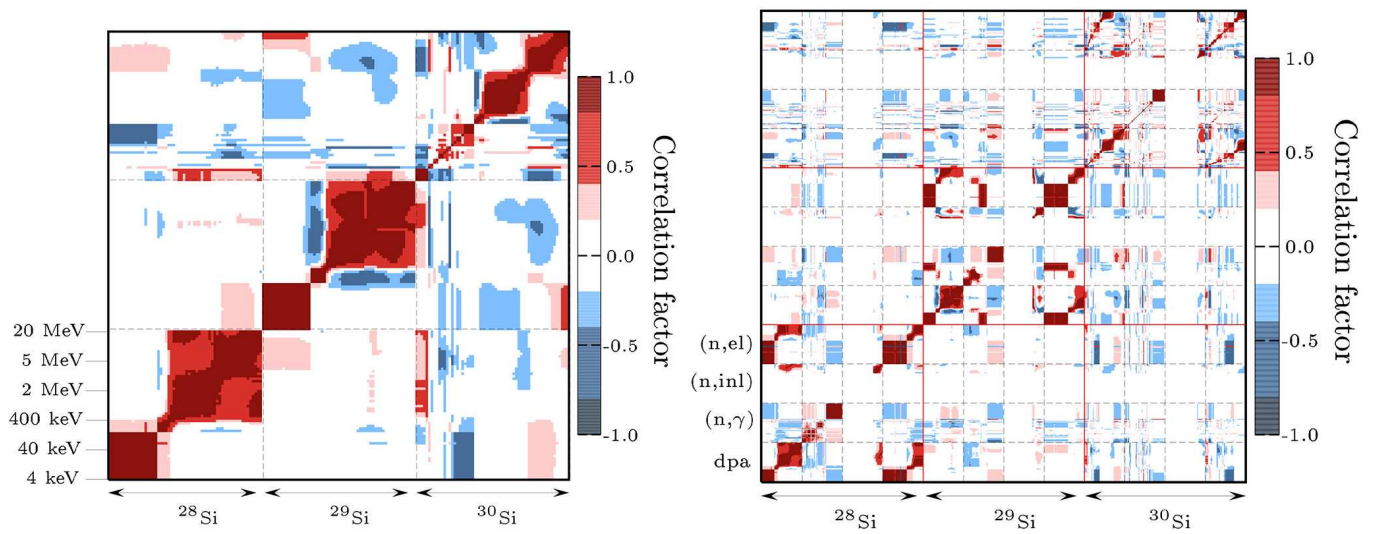 20 MeV
5 MeV
2 MeV
400 keV
40 keV
4 keV
28Si
29Si
30Si
1.0
0.5
0.0
-0.5
-1.0
Correlation factor
(n,el)
(n,inl)
(n,γ)
dpa
28Si
29Si
30Si
1.0
0.5
0.0
-0.5
-1.0
Correlation factor